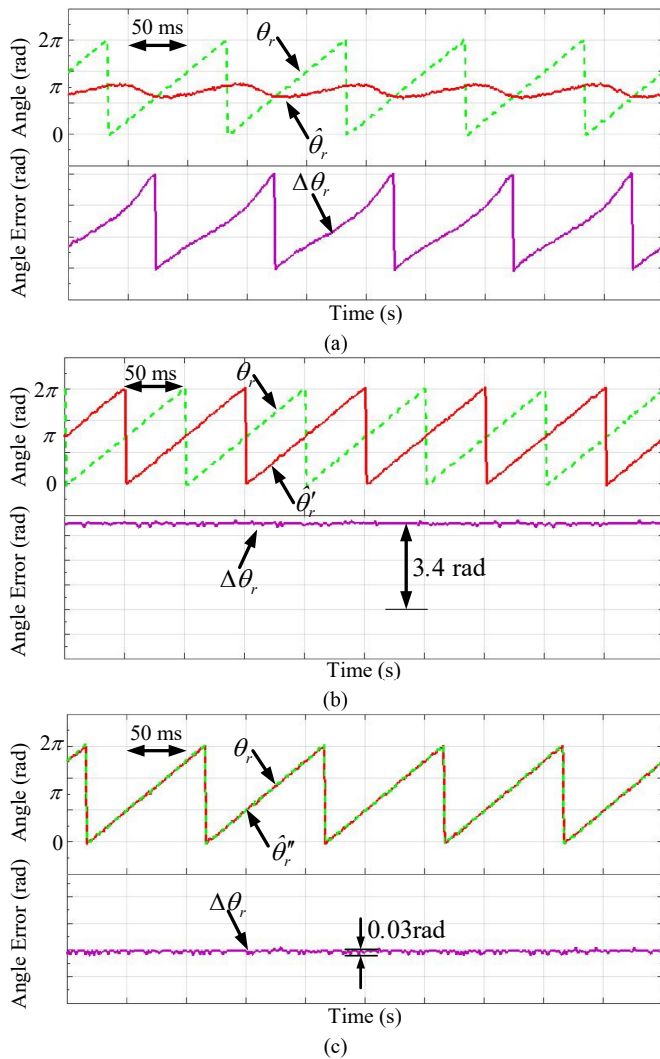 50 ms
Angle (rad)
2π
π
0
θr
θ̂r
Angle Error (rad)
Δθr
Time (s)
(a)
50 ms
Angle (rad)
2π
π
0
θr
θ̂r′
Angle Error (rad)
Δθr
3.4 rad
Time (s)
(b)
50 ms
Angle (rad)
2π
π
0
θr
θ̂r″
Angle Error (rad)
Δθr
0.03rad
Time (s)
(c)